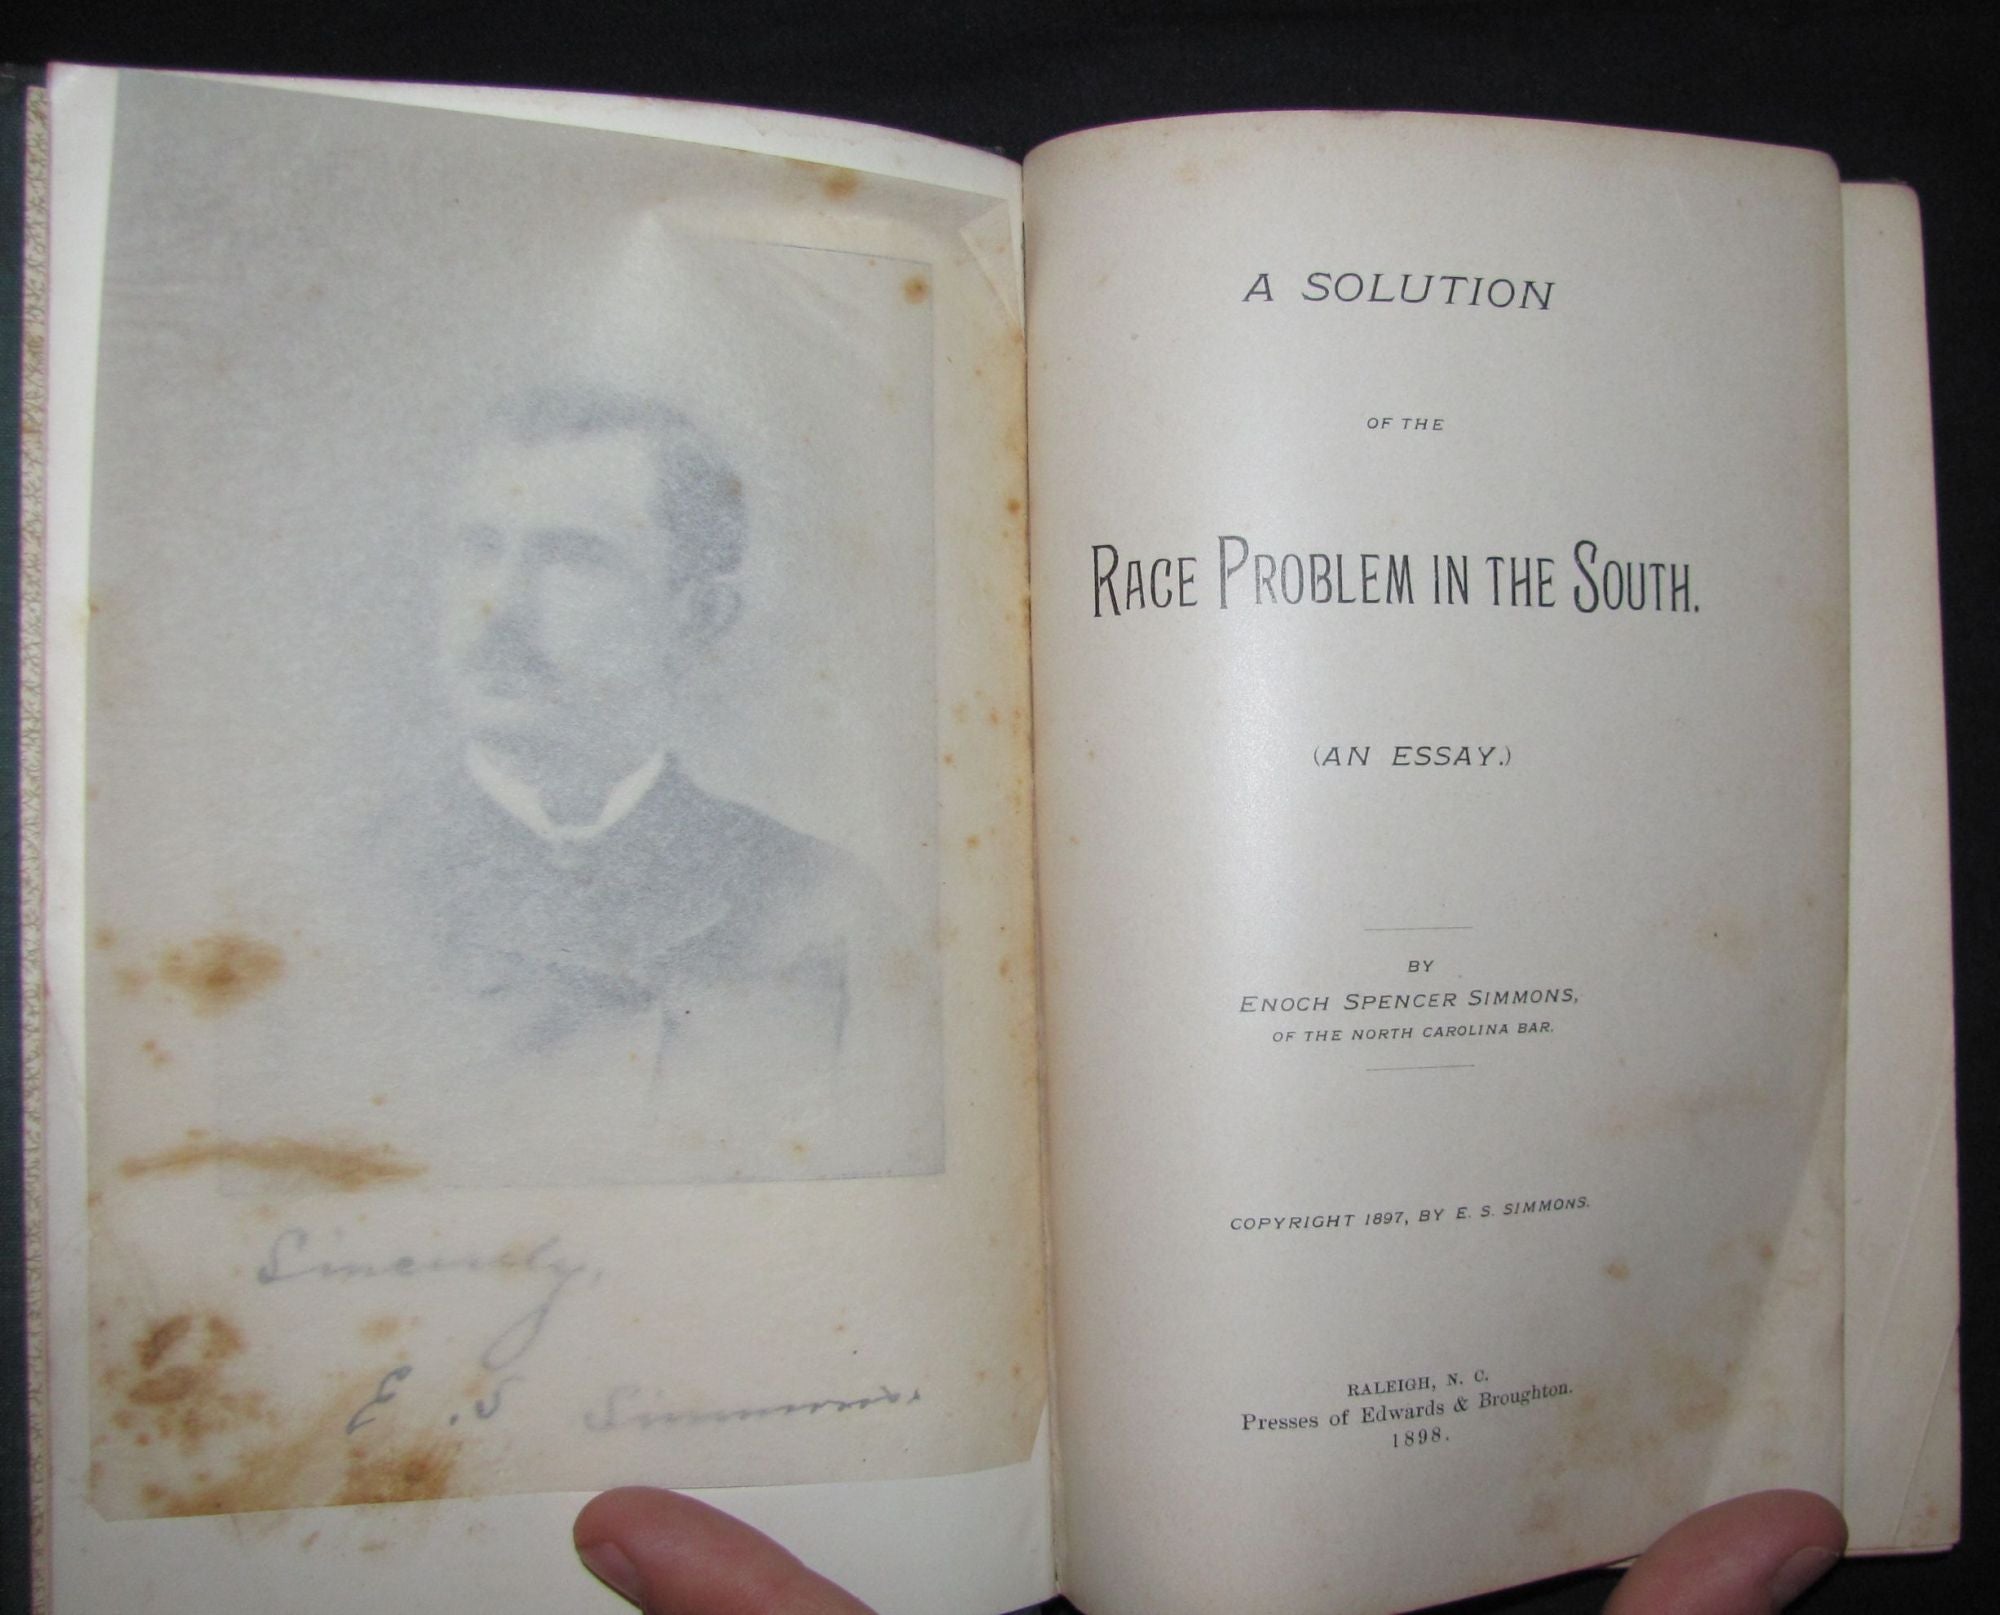 Sincerely,
E. S Simmons.
A SOLUTION
OF THE
RACE PROBLEM IN THE SOUTH.
(AN ESSAY.)
BY
ENOCH SPENCER SIMMONS,
OF THE NORTH CAROLINA BAR.
COPYRIGHT 1897, BY E. S. SIMMONS.
RALEIGH, N. C.
Presses of Edwards & Broughton.
1898.